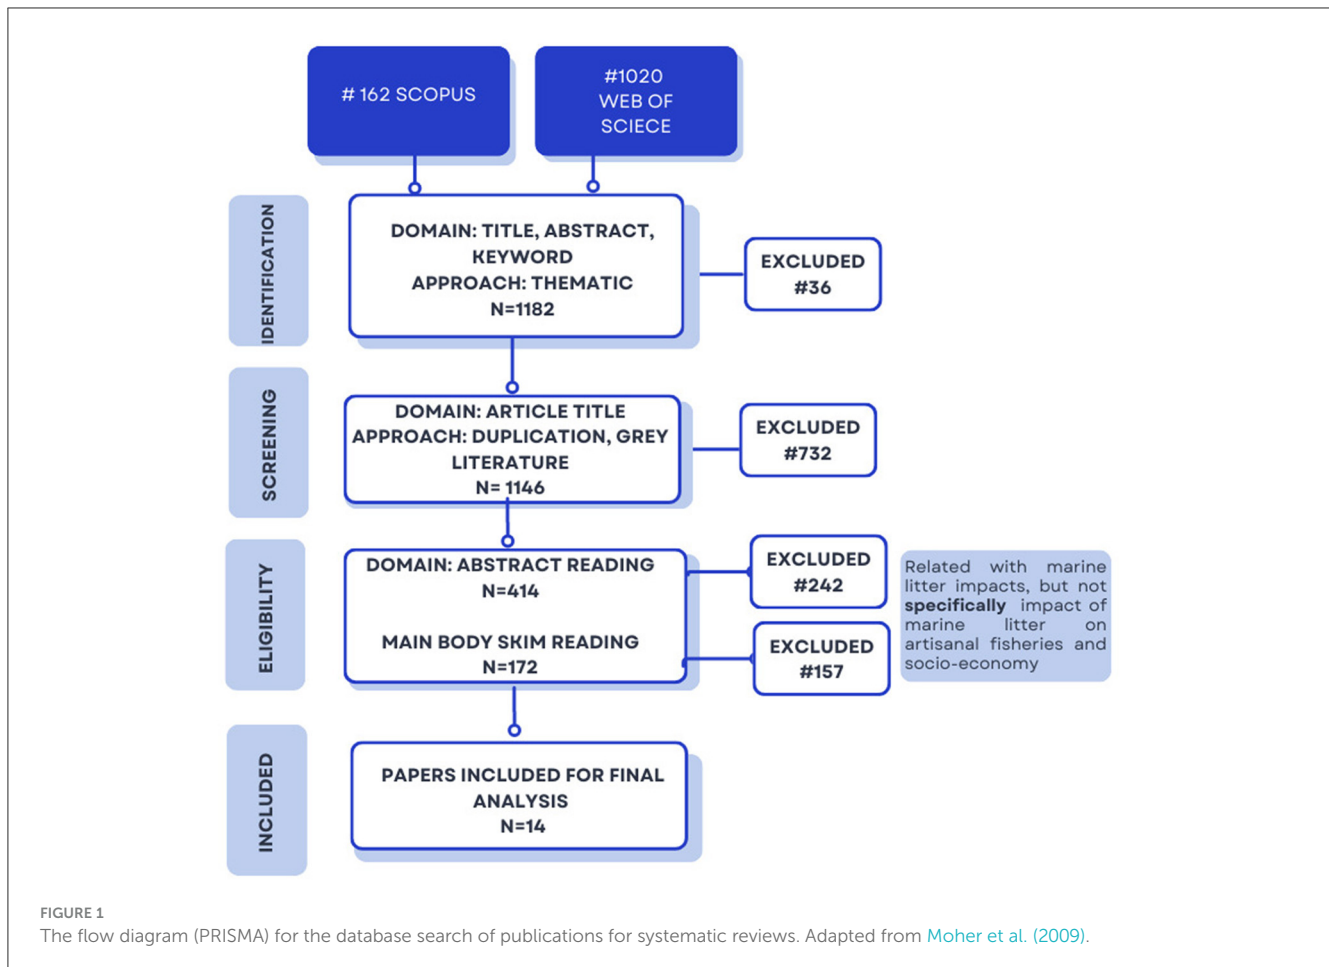 # 162 SCOPUS
#1020
WEB OF
SCIECE
IDENTIFICATION
DOMAIN: TITLE, ABSTRACT,
KEYWORD
APPROACH: THEMATIC
N=1182
EXCLUDED
#36
SCREENING
DOMAIN: ARTICLE TITLE
APPROACH: DUPLICATION, GREY
LITERATURE
N= 1146
EXCLUDED
#732
ELIGIBILITY
DOMAIN: ABSTRACT READING
N=414
MAIN BODY SKIM READING
N=172
EXCLUDED
#242
EXCLUDED
#157
Related with marine
litter impacts, but not
specifically impact of
marine litter on
artisanal fisheries and
socio-economy
INCLUDED
PAPERS INCLUDED FOR FINAL
ANALYSIS
N=14
FIGURE 1
The flow diagram (PRISMA) for the database search of publications for systematic reviews. Adapted from Moher et al. (2009).